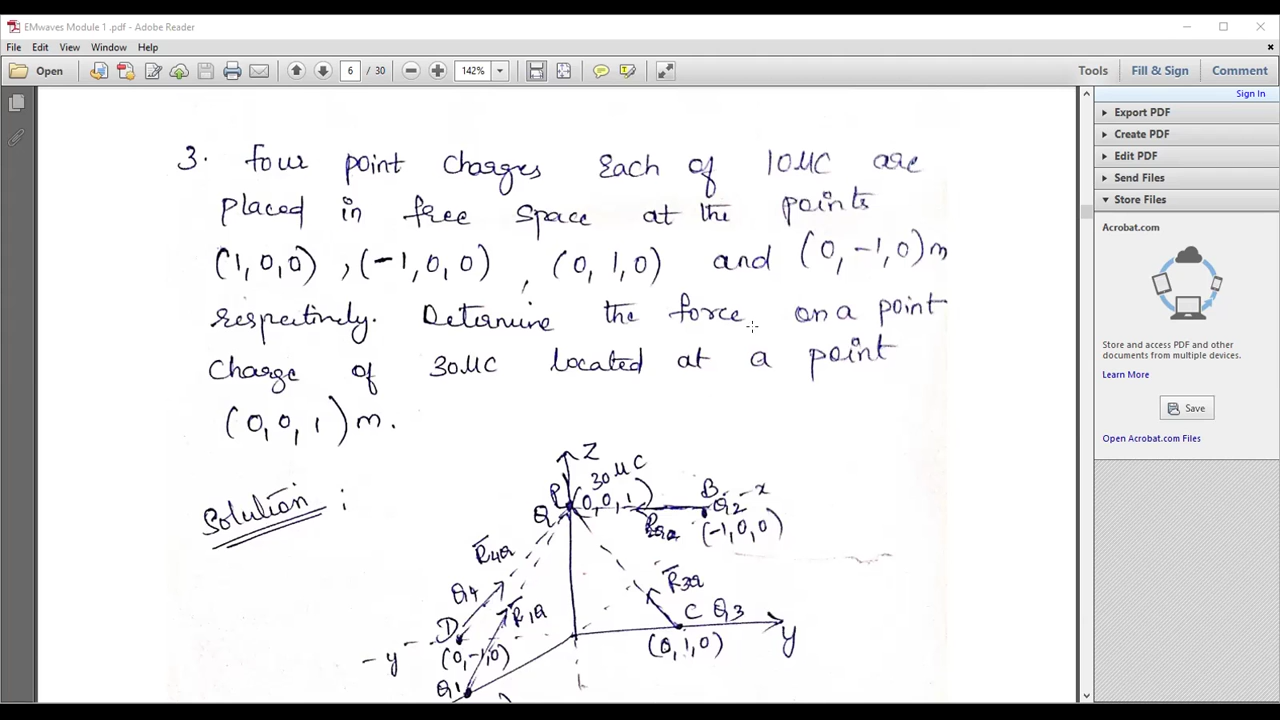 EMwaves Module 1 .pdf - Adobe Reader
File Edit View Window Help
Open 6 / 30 142% Tools Fill & Sign Comment
Sign In
Export PDF
Create PDF
Edit PDF
Send Files
Store Files
Acrobat.com
Store and access PDF and other
documents from multiple devices.
Learn More
Save
Open Acrobat.com Files
3. four point charges Each of 10μC are
placed in free space at the points
(1,0,0) , (-1,0,0) , (0,1,0) and (0,-1,0)m
respectively. Determine the force on a point
charge of 30μC located at a point
(0,0,1)m.
Solution :
Z
30μC
P (0,0,1)
Q
B -x
Q2
(-1,0,0)
R4Q
Q4
R1Q
R3Q
D
C Q3
(0,-1,0)
(0,1,0)
-y
y
Q1